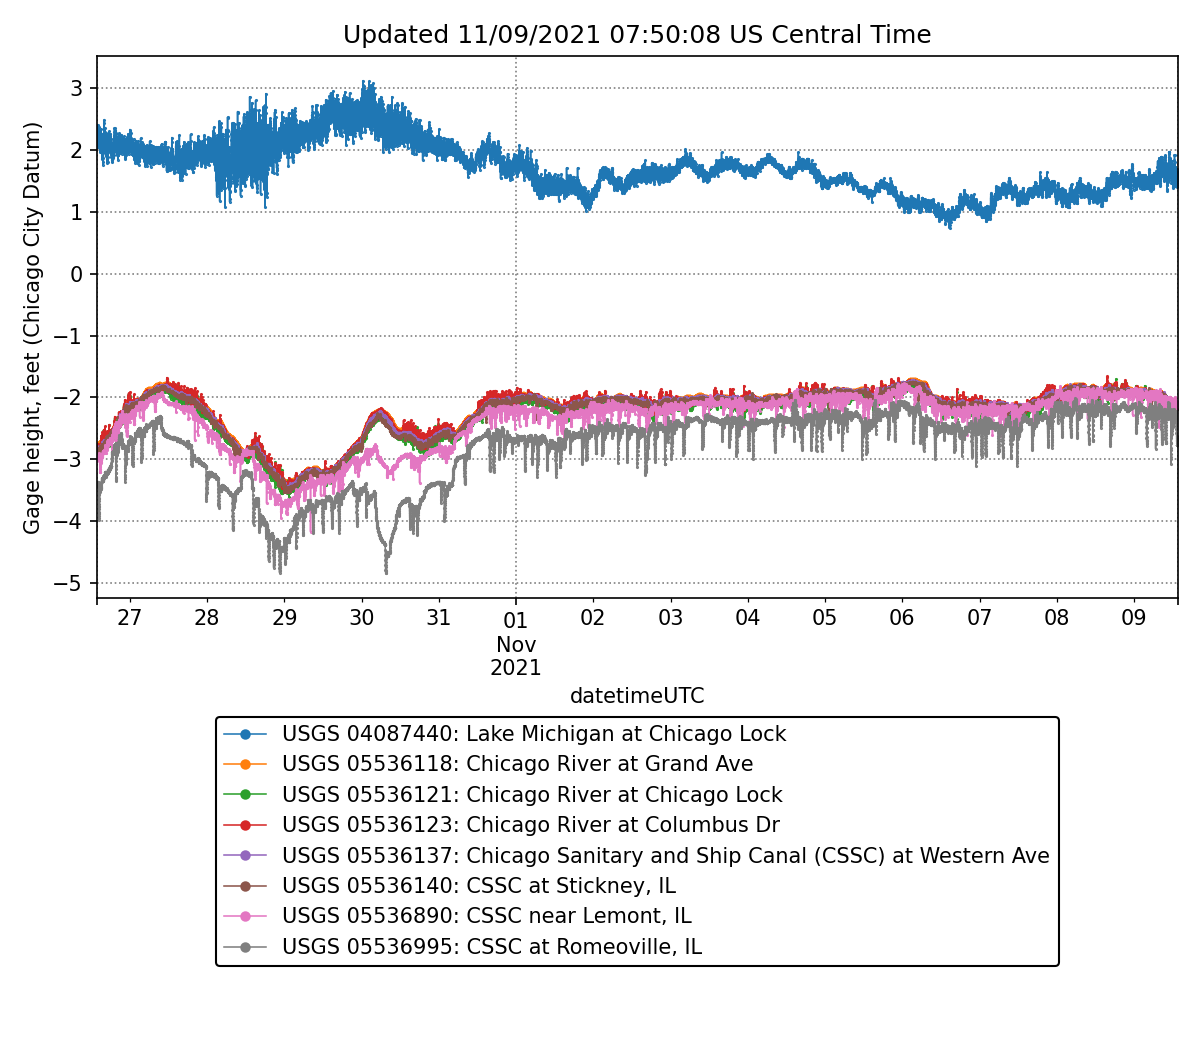 Updated 11/09/2021 07:50:08 US Central Time
Gage height, feet (Chicago City Datum)
3
2
1
0
−1
−2
−3
−4
−5
27 28 29 30 31 01 02 03 04 05 06 07 08 09
Nov
2021
datetimeUTC
USGS 04087440: Lake Michigan at Chicago Lock
USGS 05536118: Chicago River at Grand Ave
USGS 05536121: Chicago River at Chicago Lock
USGS 05536123: Chicago River at Columbus Dr
USGS 05536137: Chicago Sanitary and Ship Canal (CSSC) at Western Ave
USGS 05536140: CSSC at Stickney, IL
USGS 05536890: CSSC near Lemont, IL
USGS 05536995: CSSC at Romeoville, IL